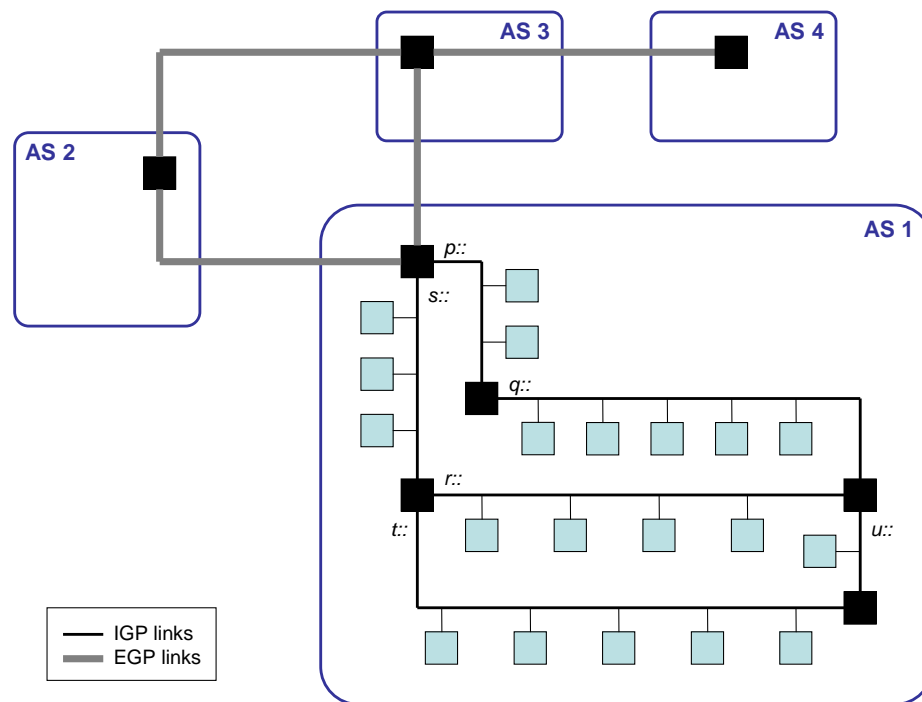 AS 3
AS 4
AS 2
AS 1
p::
s::
q::
r::
t::
u::
IGP links
EGP links